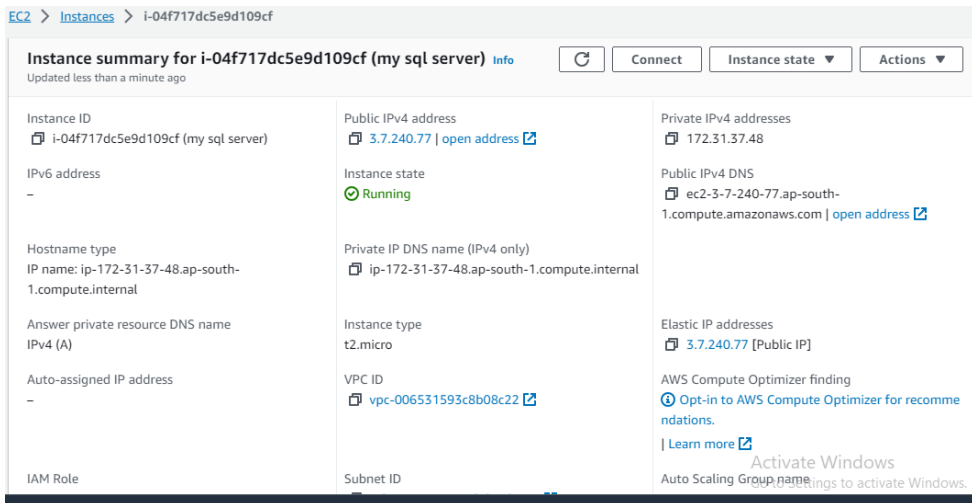 EC2 > Instances > i-04f717dc5e9d109cf
Instance summary for i-04f717dc5e9d109cf (my sql server) Info
Updated less than a minute ago
Connect
Instance state ▼
Actions ▼
Instance ID
i-04f717dc5e9d109cf (my sql server)
Public IPv4 address
3.7.240.77 | open address
Private IPv4 addresses
172.31.37.48
IPv6 address
–
Instance state
Running
Public IPv4 DNS
ec2-3-7-240-77.ap-south-
1.compute.amazonaws.com | open address
Hostname type
IP name: ip-172-31-37-48.ap-south-
1.compute.internal
Private IP DNS name (IPv4 only)
ip-172-31-37-48.ap-south-1.compute.internal
Answer private resource DNS name
IPv4 (A)
Instance type
t2.micro
Elastic IP addresses
3.7.240.77 [Public IP]
Auto-assigned IP address
–
VPC ID
vpc-006531593c8b08c22
AWS Compute Optimizer finding
Opt-in to AWS Compute Optimizer for recomme
ndations.
| Learn more
IAM Role
Subnet ID
Auto Scaling Group name
Activate Windows
Go to Settings to activate Windows.